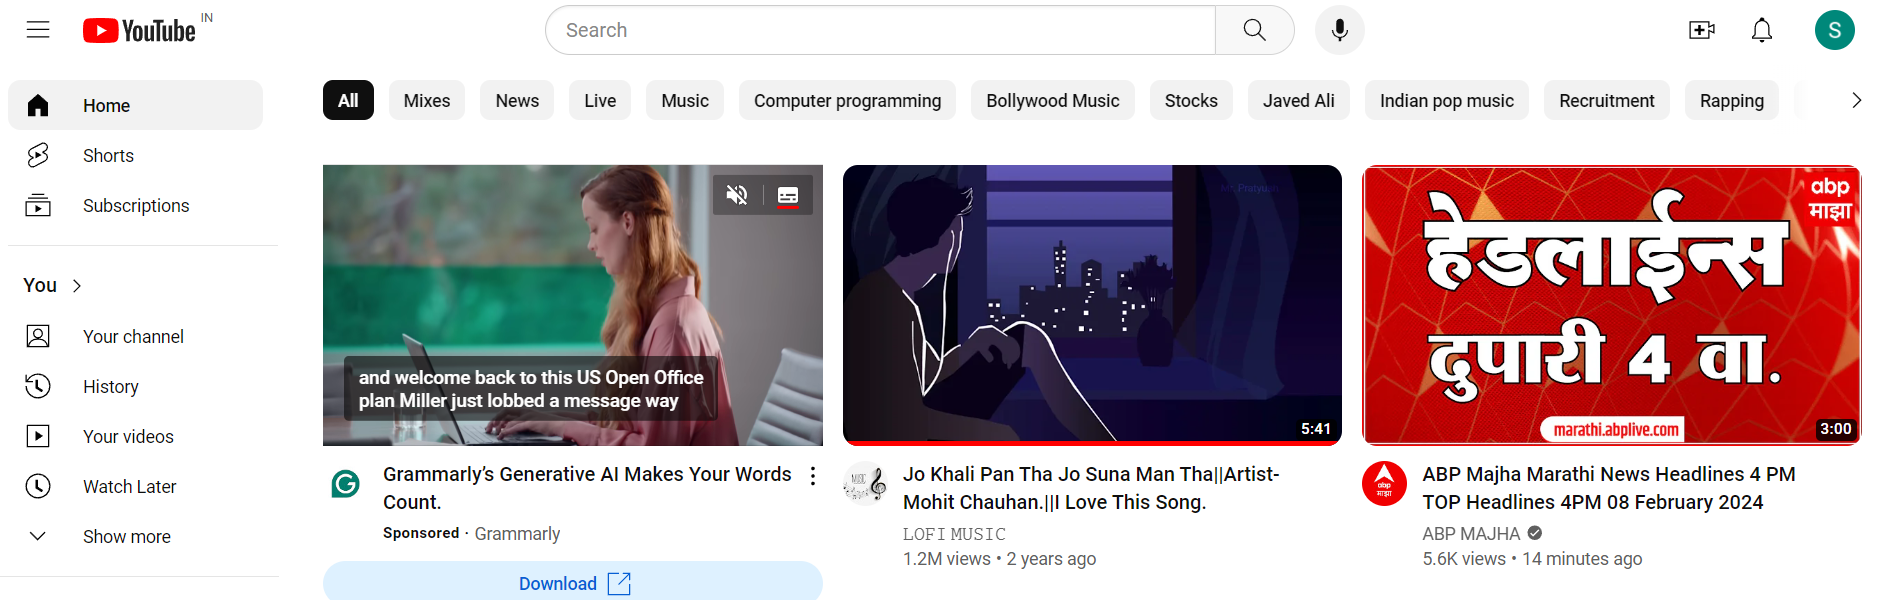 YouTube IN
Search
S
Home
Shorts
Subscriptions
You
Your channel
History
Your videos
Watch Later
Show more
All
Mixes
News
Live
Music
Computer programming
Bollywood Music
Stocks
Javed Ali
Indian pop music
Recruitment
Rapping
and welcome back to this US Open Office
plan Miller just lobbed a message way
Grammarly’s Generative AI Makes Your Words
Count.
Sponsored · Grammarly
Download
Mr. Pratyush
5:41
MUSIC
Jo Khali Pan Tha Jo Suna Man Tha||Artist-
Mohit Chauhan.||I Love This Song.
LOFI MUSIC
1.2M views • 2 years ago
abp
माझा
हेडलाईन्स
दुपारी 4 वा.
marathi.abplive.com
3:00
abp
माझा
ABP Majha Marathi News Headlines 4 PM
TOP Headlines 4PM 08 February 2024
ABP MAJHA
5.6K views • 14 minutes ago